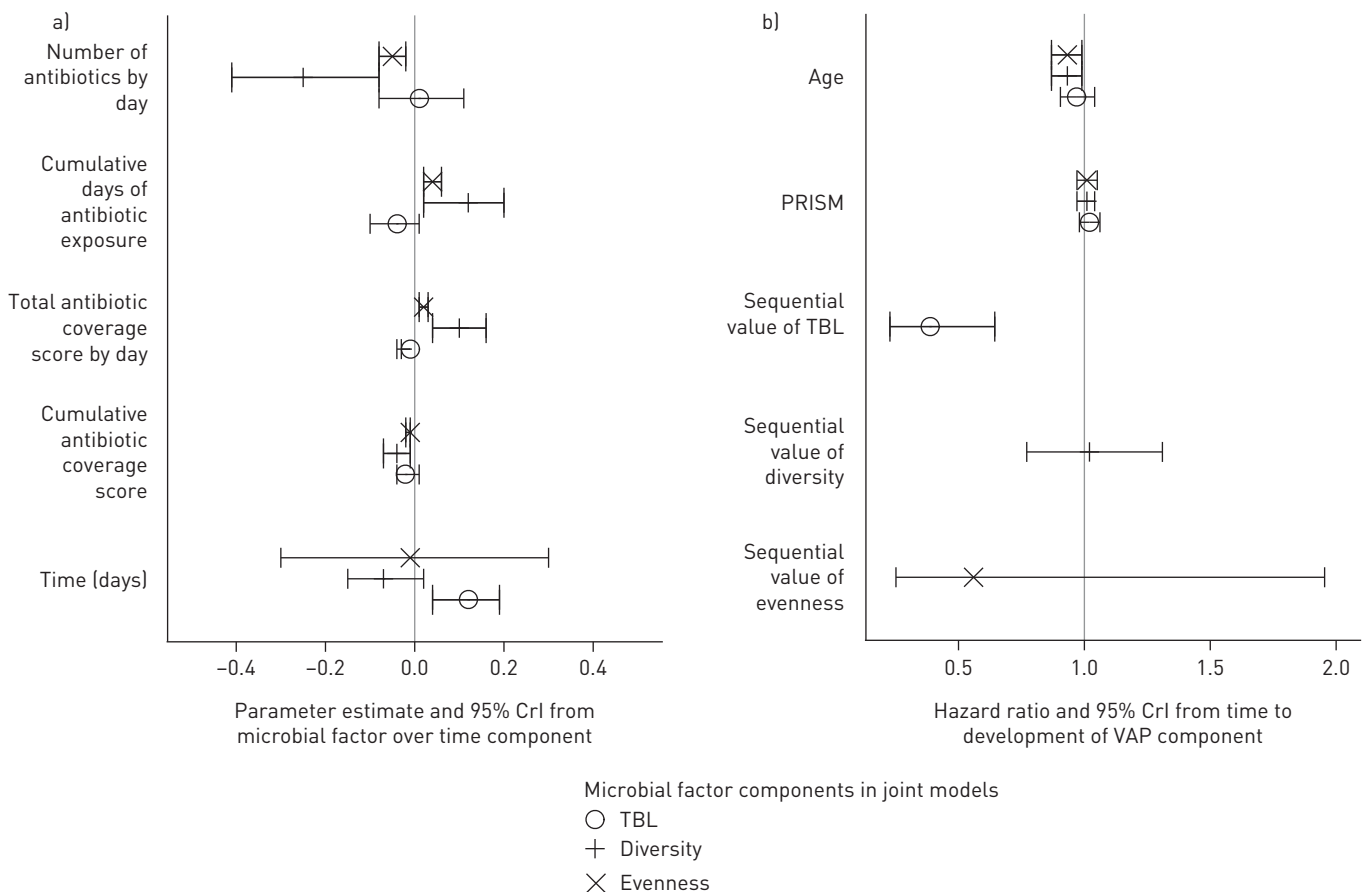 a)
Number of
antibiotics by
day
Cumulative
days of
antibiotic
exposure
Total antibiotic
coverage
score by day
Cumulative
antibiotic
coverage
score
Time (days)
–0.4
–0.2
0.0
0.2
0.4
Parameter estimate and 95% CrI from
microbial factor over time component
b)
Age
PRISM
Sequential
value of TBL
Sequential
value of
diversity
Sequential
value of
evenness
0.5
1.0
1.5
2.0
Hazard ratio and 95% CrI from time to
development of VAP component
Microbial factor components in joint models
TBL
Diversity
Evenness